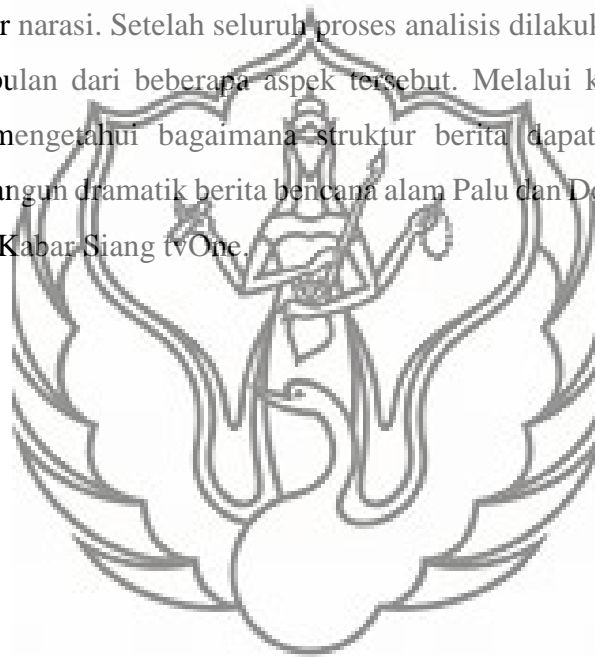 r narasi. Setelah seluruh proses analisis dilakuk
pulan dari beberapa aspek tersebut. Melalui k
mengetahui bagaimana struktur berita dapat
angun dramatik berita bencana alam Palu dan D
Kabar Siang tvOne.